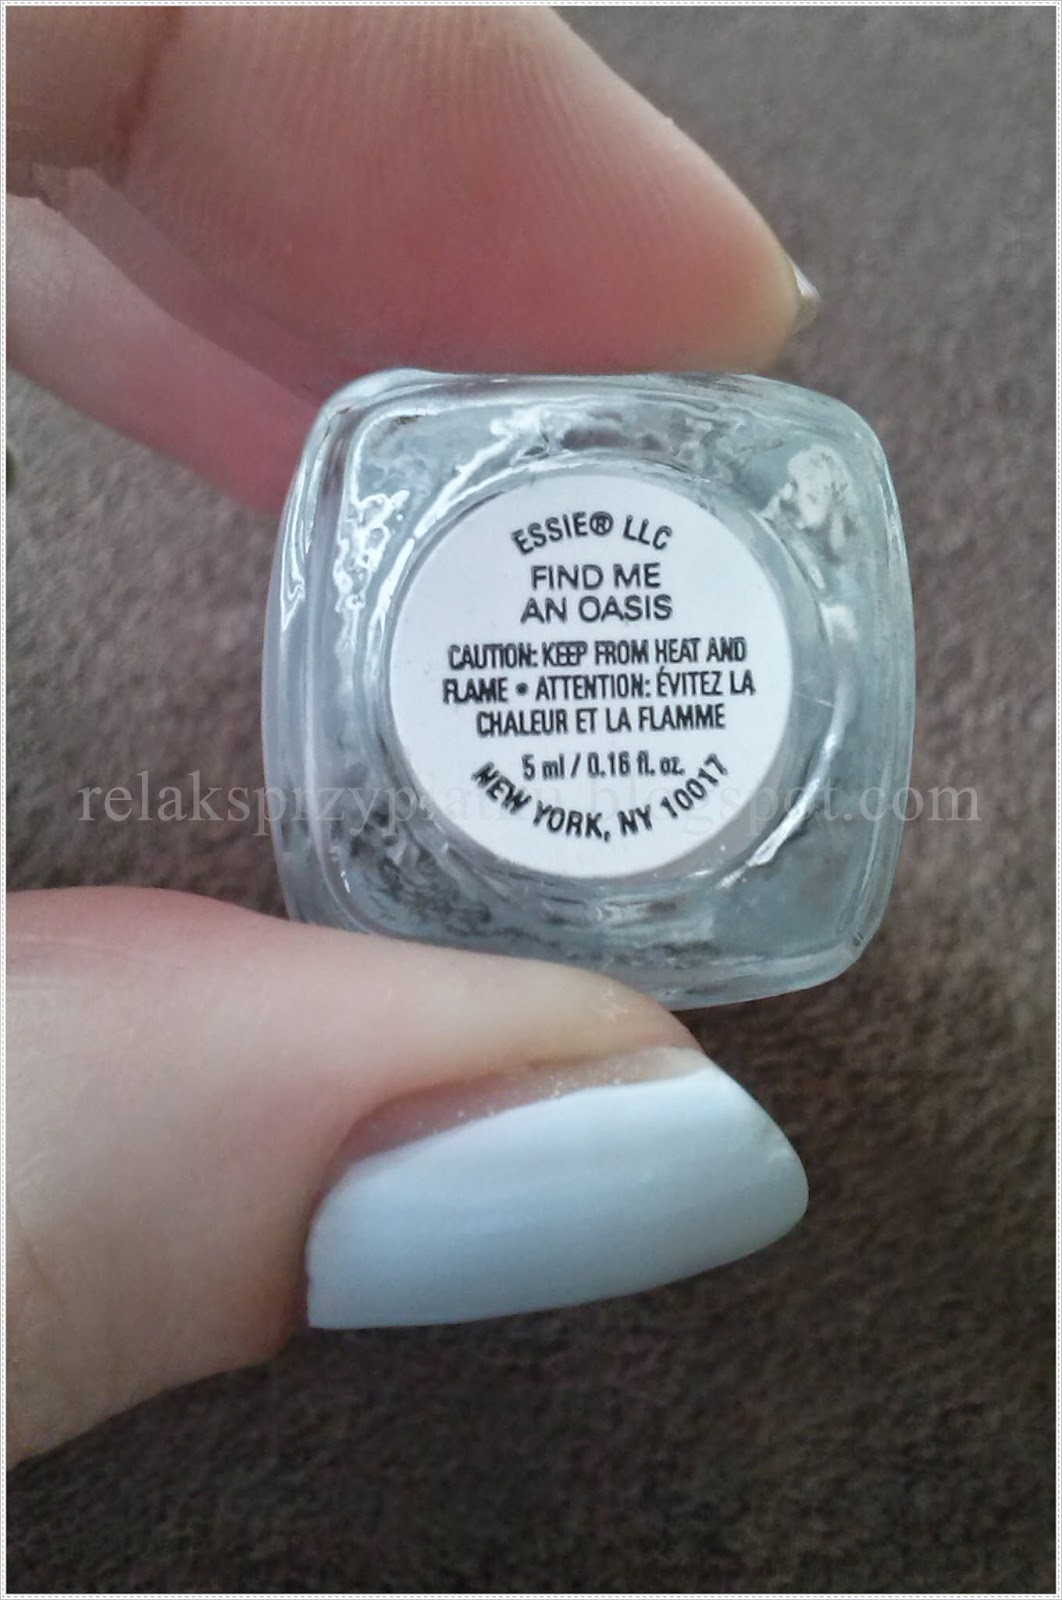 ESSIE® LLC
FIND ME
AN OASIS
CAUTION: KEEP FROM HEAT AND
FLAME • ATTENTION: ÉVITEZ LA
CHALEUR ET LA FLAMME
5 ml / 0.16 fl. oz.
NEW YORK, NY 10017